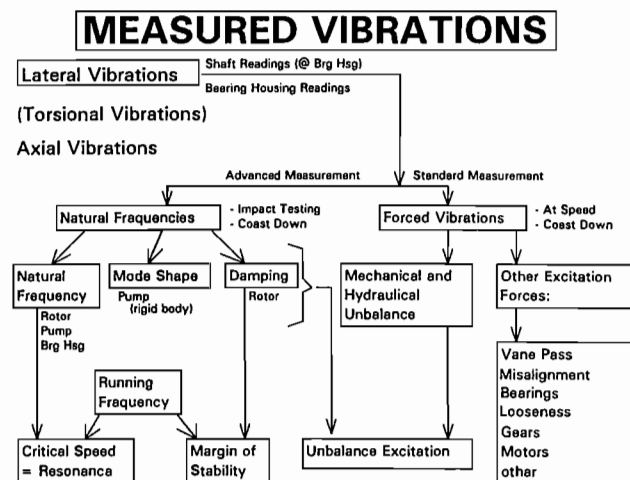 MEASURED VIBRATIONS
Lateral Vibrations
Shaft Readings (@ Brg Hsg)
Bearing Housing Readings
(Torsional Vibrations)
Axial Vibrations
Advanced Measurement
Standard Measurement
Natural Frequencies
- Impact Testing
- Coast Down
Forced Vibrations
- At Speed
- Coast Down
Natural
Frequency
Rotor
Pump
Brg Hsg
Mode Shape
Pump
(rigid body)
Damping
Rotor
Mechanical and
Hydraulical
Unbalance
Other Excitation
Forces:
Running
Frequency
Critical Speed
= Resonance
Margin of
Stability
Unbalance Excitation
Vane Pass
Misalignment
Bearings
Looseness
Gears
Motors
other